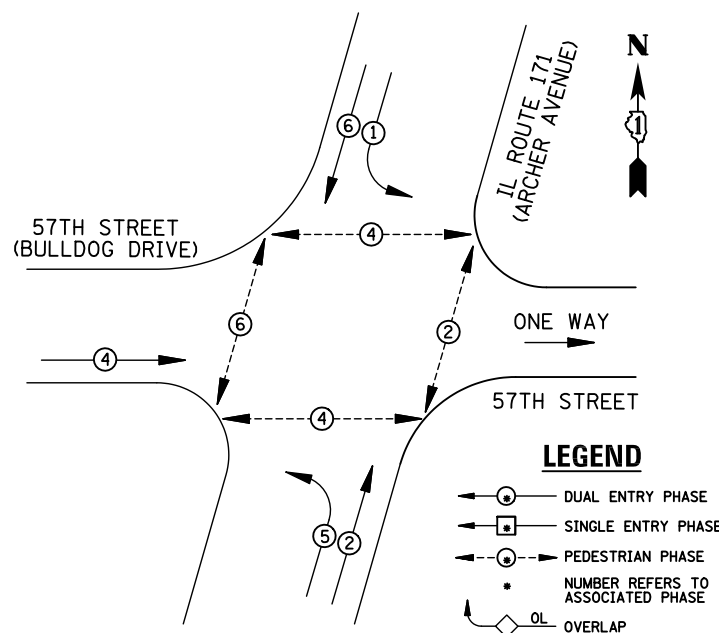 N
1
IL ROUTE 171
(ARCHER AVENUE)
6
1
57TH STREET
(BULLDOG DRIVE)
4
6
2
ONE WAY
4
4
57TH STREET
5
2
LEGEND
* DUAL ENTRY PHASE
* SINGLE ENTRY PHASE
* PEDESTRIAN PHASE
* NUMBER REFERS TO
ASSOCIATED PHASE
OL OVERLAP